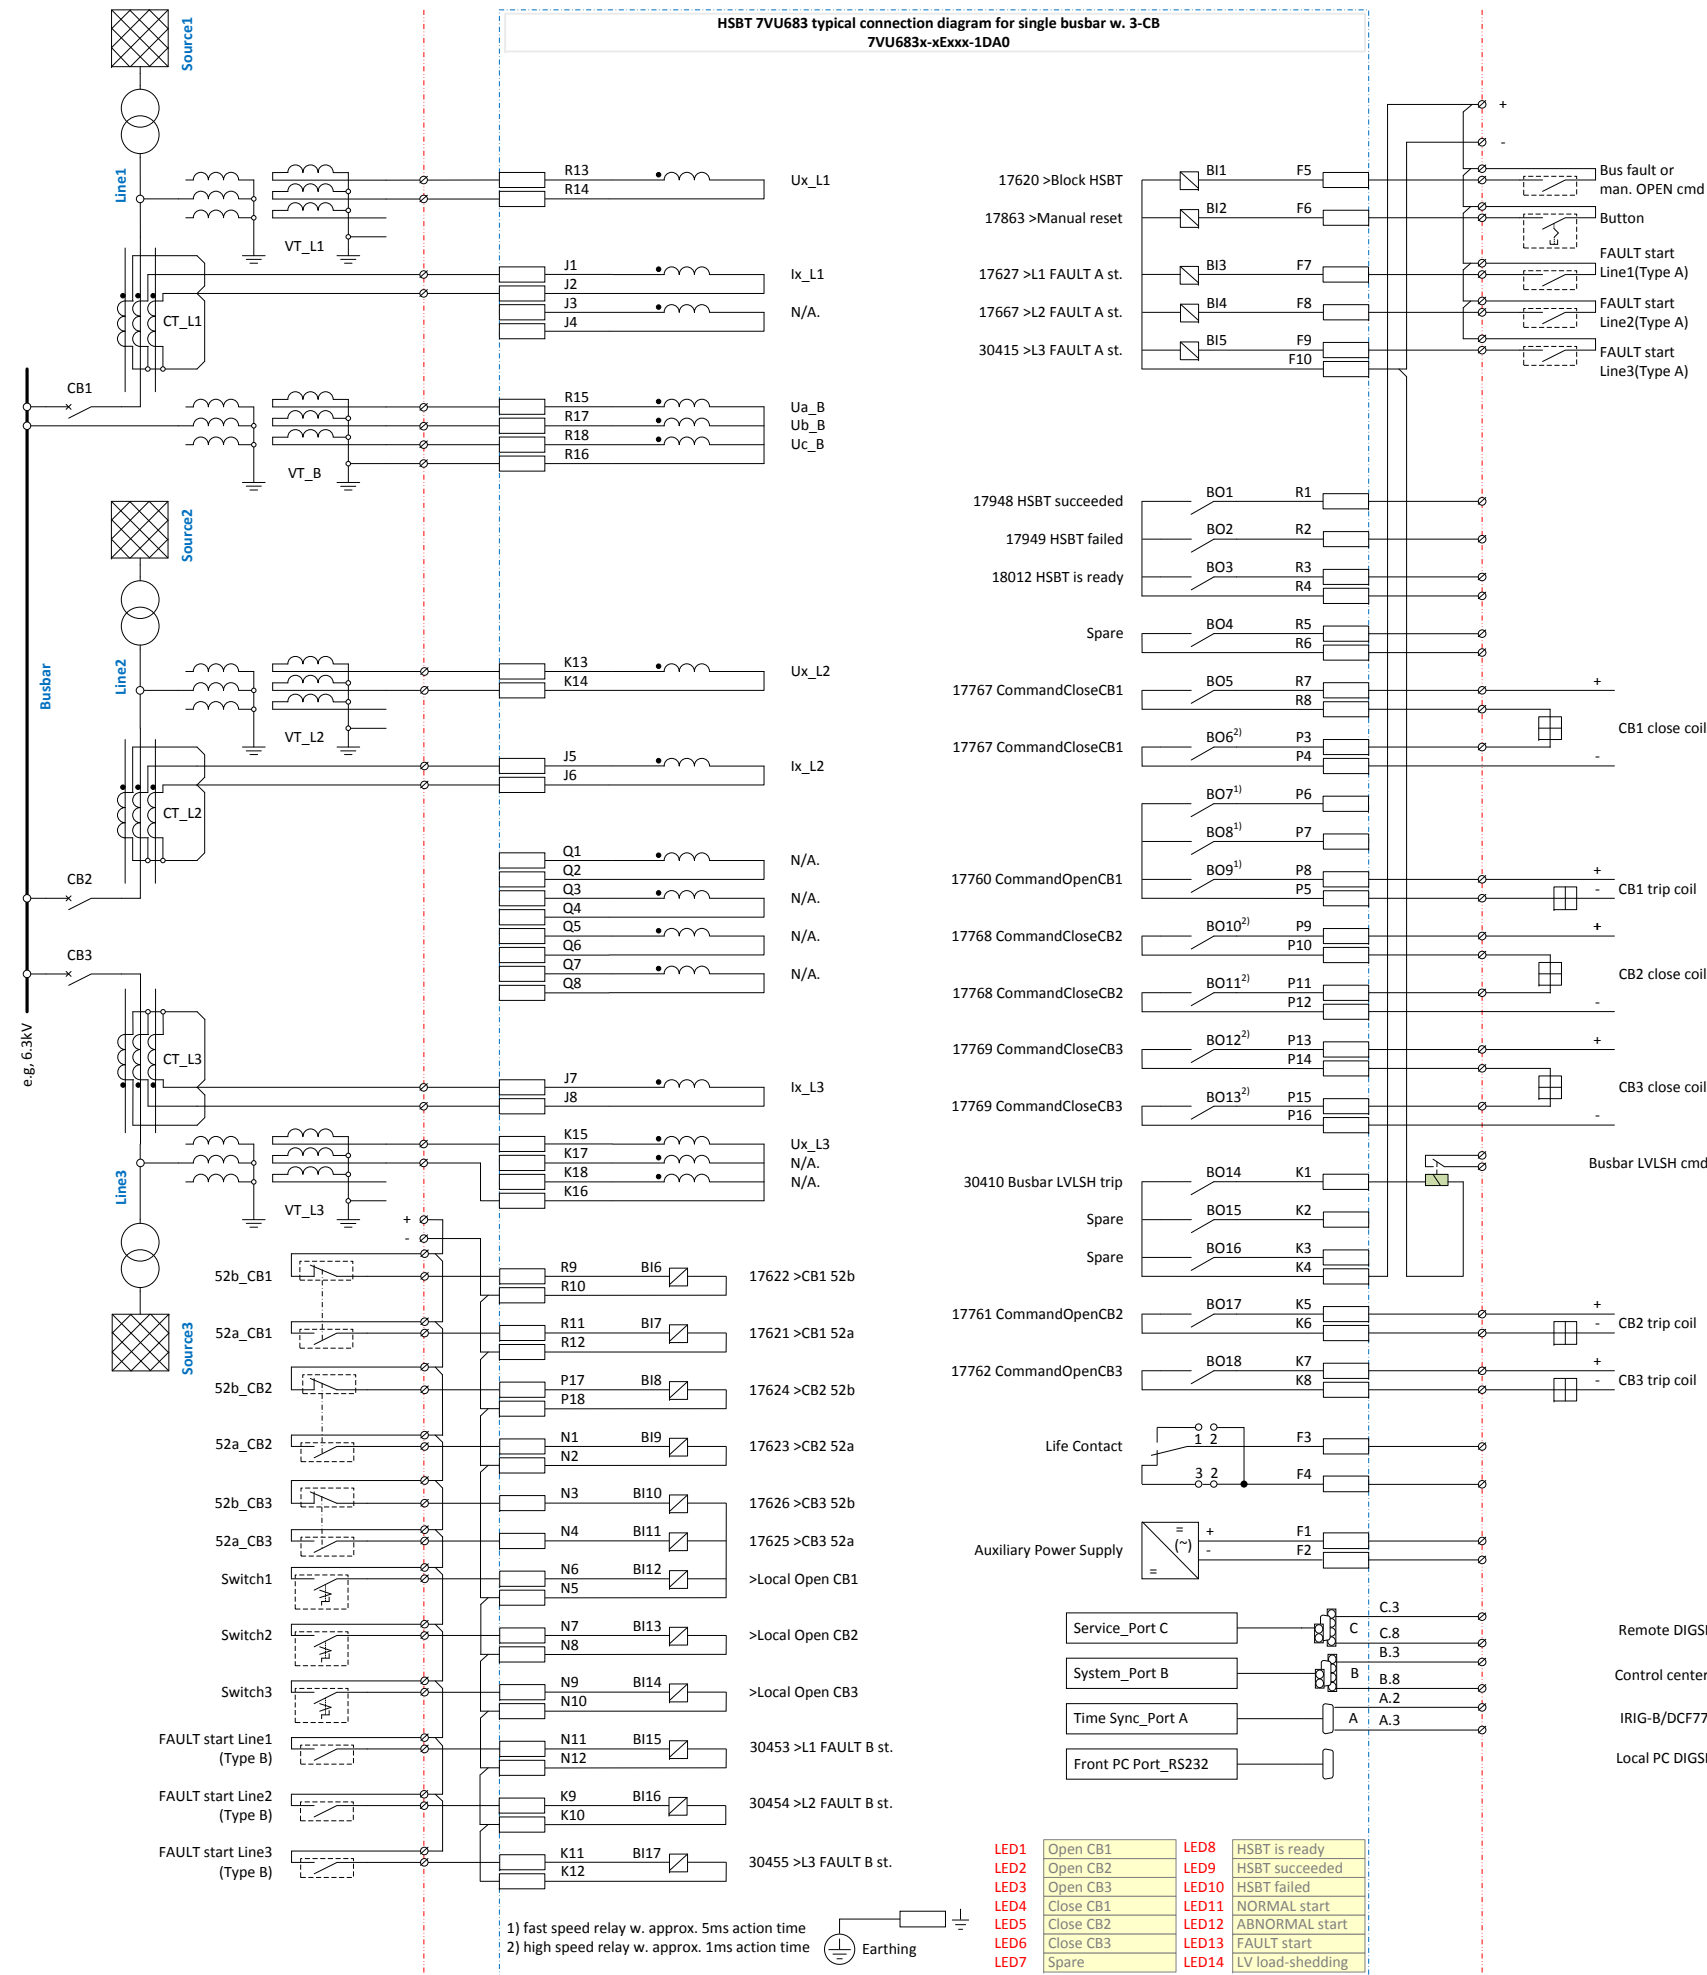 HSBT 7VU683 typical connection diagram for single busbar w. 3-CB
7VU683x-xExxx-1DA0
Source1
Line1
VT_L1
R13
R14
Ux_L1
CT_L1
J1
J2
J3
J4
Ix_L1
N/A.
CB1
VT_B
R15
R17
R18
R16
Ua_B
Ub_B
Uc_B
Source2
Line2
Busbar
VT_L2
K13
K14
Ux_L2
CT_L2
J5
J6
Ix_L2
Q1
Q2
Q3
Q4
Q5
Q6
Q7
Q8
N/A.
N/A.
N/A.
N/A.
CB2
CB3
e.g, 6.3kV
CT_L3
J7
J8
Ix_L3
Line3
VT_L3
K15
K17
K18
K16
Ux_L3
N/A.
N/A.
Source3
+
-
52b_CB1 R9 BI6 17622 >CB1 52b
R10
52a_CB1 R11 BI7 17621 >CB1 52a
R12
52b_CB2 P17 BI8 17624 >CB2 52b
P18
52a_CB2 N1 BI9 17623 >CB2 52a
N2
52b_CB3 N3 BI10 17626 >CB3 52b
52a_CB3 N4 BI11 17625 >CB3 52a
Switch1 N6 BI12 >Local Open CB1
N5
Switch2 N7 BI13 >Local Open CB2
N8
Switch3 N9 BI14 >Local Open CB3
N10
FAULT start Line1
(Type B)
N11 BI15 30453 >L1 FAULT B st.
N12
FAULT start Line2
(Type B)
K9 BI16 30454 >L2 FAULT B st.
K10
FAULT start Line3
(Type B)
K11 BI17 30455 >L3 FAULT B st.
K12
1) fast speed relay w. approx. 5ms action time
2) high speed relay w. approx. 1ms action time
Earthing
+
-
17620 >Block HSBT BI1 F5
Bus fault or
man. OPEN cmd
17863 >Manual reset BI2 F6 Button
17627 >L1 FAULT A st. BI3 F7
FAULT start
Line1(Type A)
17667 >L2 FAULT A st. BI4 F8
FAULT start
Line2(Type A)
30415 >L3 FAULT A st. BI5 F9
F10
FAULT start
Line3(Type A)
17948 HSBT succeeded BO1 R1
17949 HSBT failed BO2 R2
18012 HSBT is ready BO3 R3
R4
Spare BO4 R5
R6
17767 CommandCloseCB1 BO5 R7 +
R8
CB1 close coil
17767 CommandCloseCB1 BO6 2) P3
P4 -
BO7 1) P6
BO8 1) P7
17760 CommandOpenCB1 BO9 1) P8 +
P5 - CB1 trip coil
17768 CommandCloseCB2 BO10 2) P9 +
P10
CB2 close coil
17768 CommandCloseCB2 BO11 2) P11
P12 -
17769 CommandCloseCB3 BO12 2) P13 +
P14
CB3 close coil
17769 CommandCloseCB3 BO13 2) P15
P16 -
Busbar LVLSH cmd
30410 Busbar LVLSH trip BO14 K1
Spare BO15 K2
Spare BO16 K3
K4
17761 CommandOpenCB2 BO17 K5 +
K6 - CB2 trip coil
17762 CommandOpenCB3 BO18 K7 +
K8 - CB3 trip coil
Life Contact 1 2 F3
3 2 F4
Auxiliary Power Supply = (~) = + F1
- F2
Service_Port C C C.3
C.8
Remote DIGSI
System_Port B B B.3
B.8
Control center
Time Sync_Port A A A.2
A.3
IRIG-B/DCF77
Front PC Port_RS232 Local PC DIGSI
LED1 Open CB1 LED8 HSBT is ready
LED2 Open CB2 LED9 HSBT succeeded
LED3 Open CB3 LED10 HSBT failed
LED4 Close CB1 LED11 NORMAL start
LED5 Close CB2 LED12 ABNORMAL start
LED6 Close CB3 LED13 FAULT start
LED7 Spare LED14 LV load-shedding